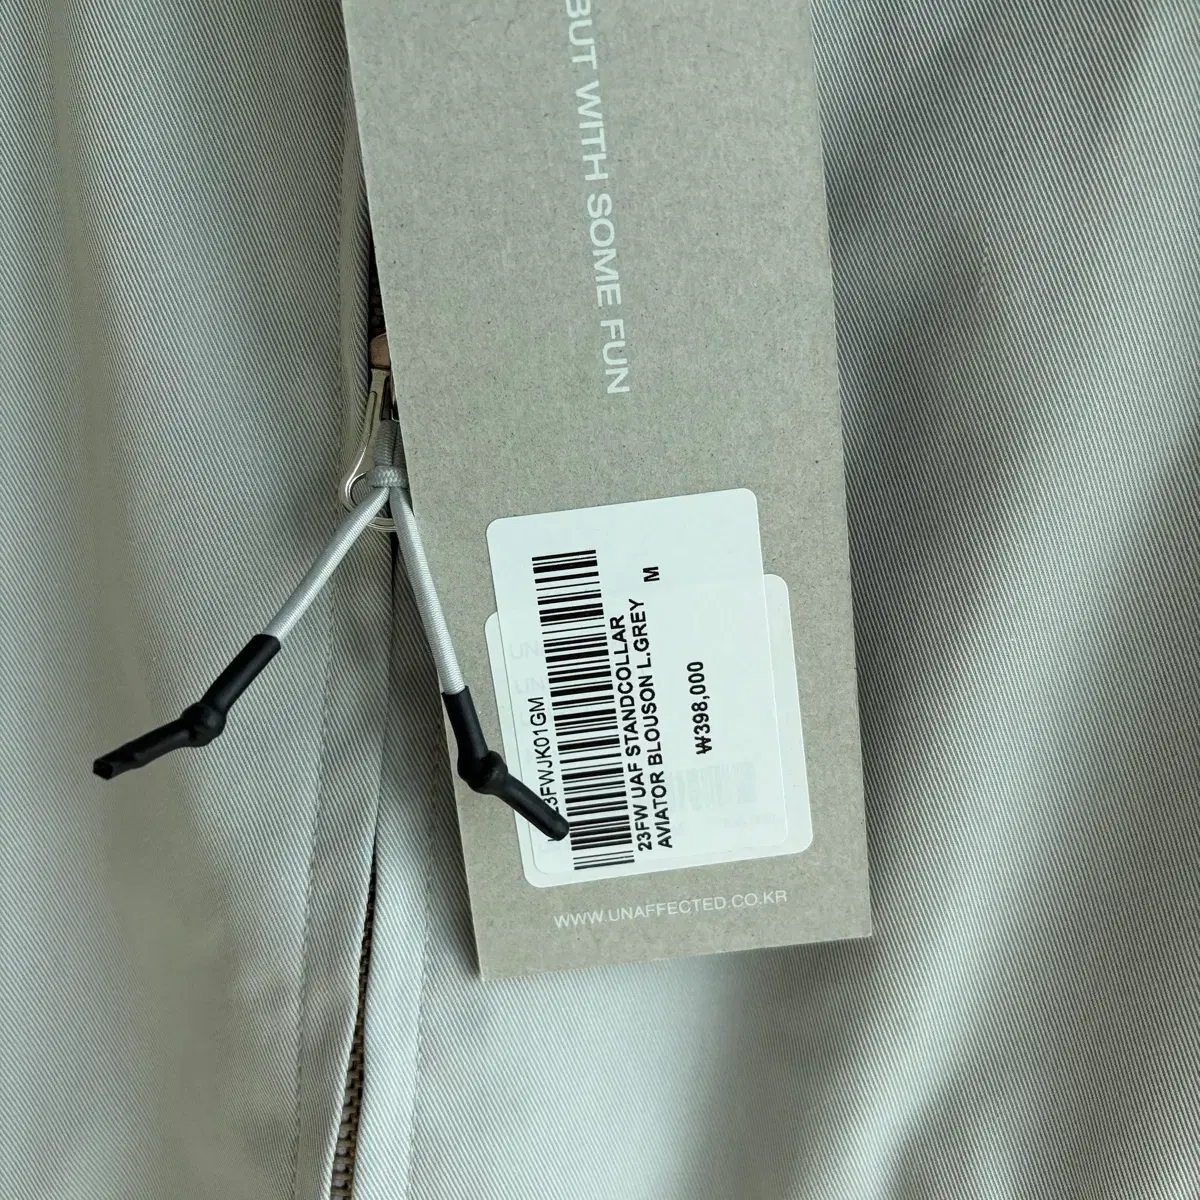 BUT WITH SOME FUN
23FWJK01GM
23FW UAF STANDCOLLAR
AVIATOR BLOUSON L.GREY M
₩398,000
WWW.UNAFFECTED.CO.KR